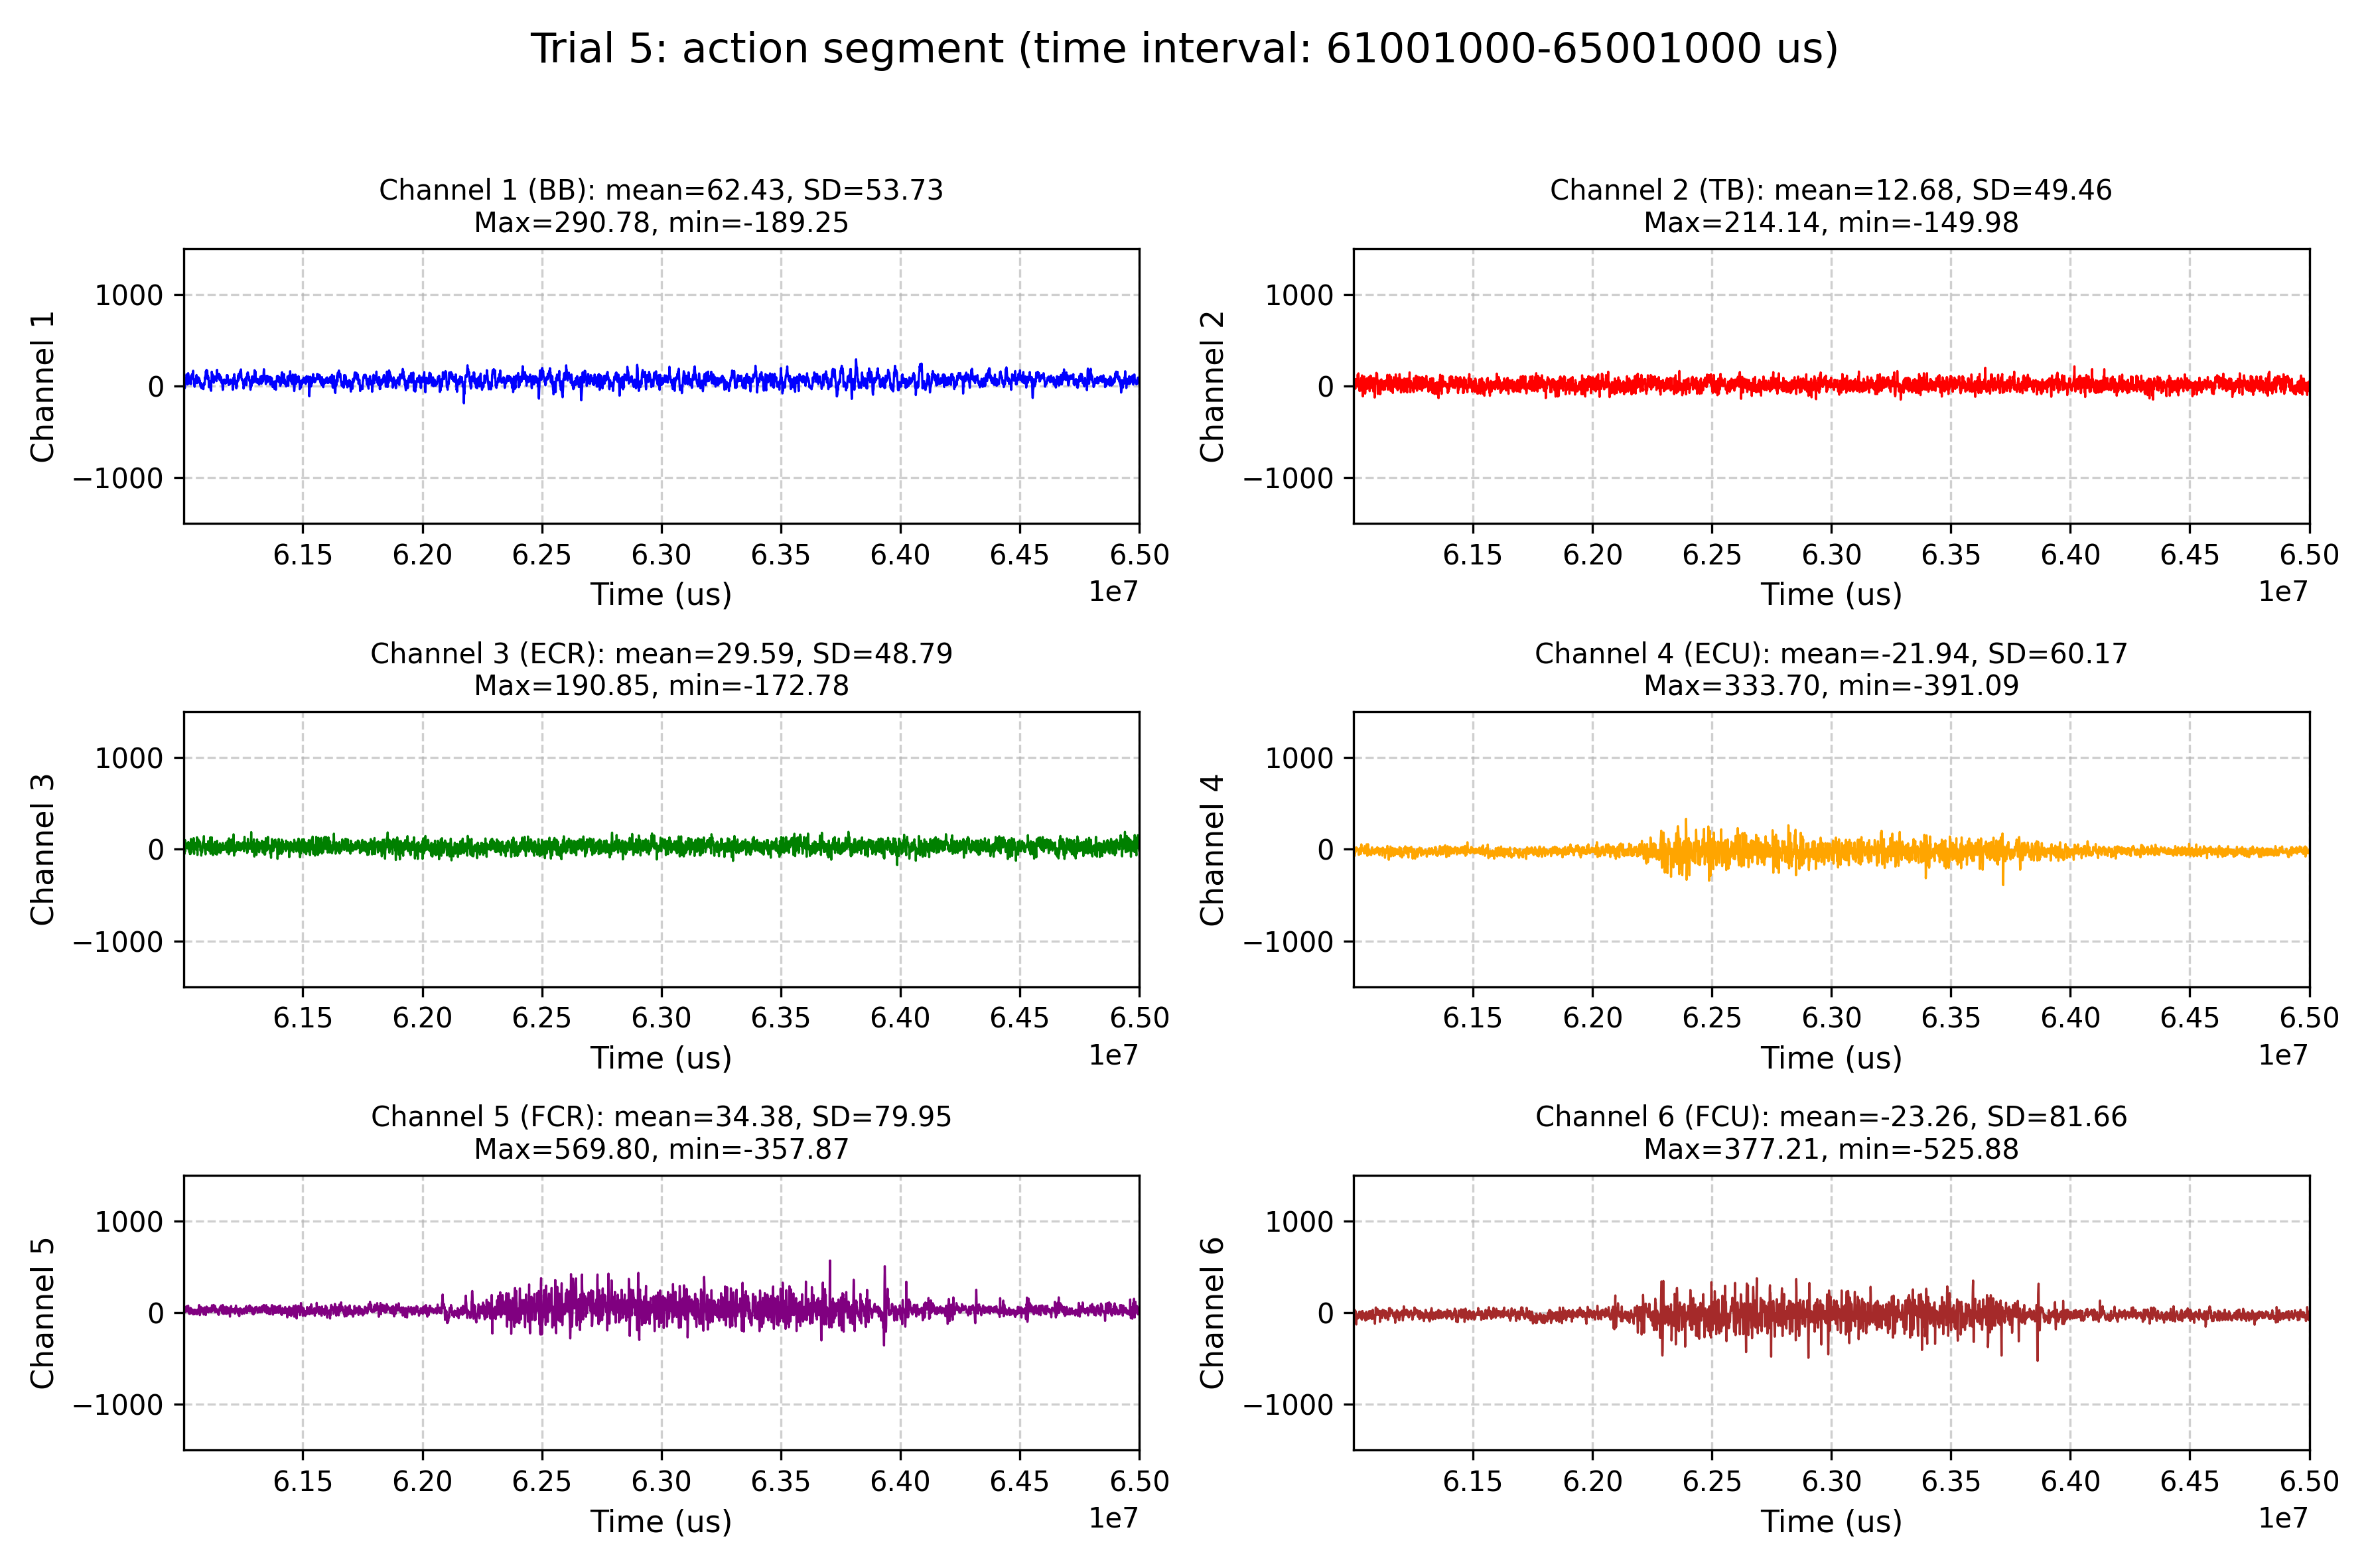 Trial 5: action segment (time interval: 61001000-65001000 us)
Channel 1 (BB): mean=62.43, SD=53.73
Max=290.78, min=-189.25
Channel 1
1000
0
−1000
6.15 6.20 6.25 6.30 6.35 6.40 6.45 6.50
Time (us)
1e7
Channel 2 (TB): mean=12.68, SD=49.46
Max=214.14, min=-149.98
Channel 2
1000
0
−1000
6.15 6.20 6.25 6.30 6.35 6.40 6.45 6.50
Time (us)
1e7
Channel 3 (ECR): mean=29.59, SD=48.79
Max=190.85, min=-172.78
Channel 3
1000
0
−1000
6.15 6.20 6.25 6.30 6.35 6.40 6.45 6.50
Time (us)
1e7
Channel 4 (ECU): mean=-21.94, SD=60.17
Max=333.70, min=-391.09
Channel 4
1000
0
−1000
6.15 6.20 6.25 6.30 6.35 6.40 6.45 6.50
Time (us)
1e7
Channel 5 (FCR): mean=34.38, SD=79.95
Max=569.80, min=-357.87
Channel 5
1000
0
−1000
6.15 6.20 6.25 6.30 6.35 6.40 6.45 6.50
Time (us)
1e7
Channel 6 (FCU): mean=-23.26, SD=81.66
Max=377.21, min=-525.88
Channel 6
1000
0
−1000
6.15 6.20 6.25 6.30 6.35 6.40 6.45 6.50
Time (us)
1e7